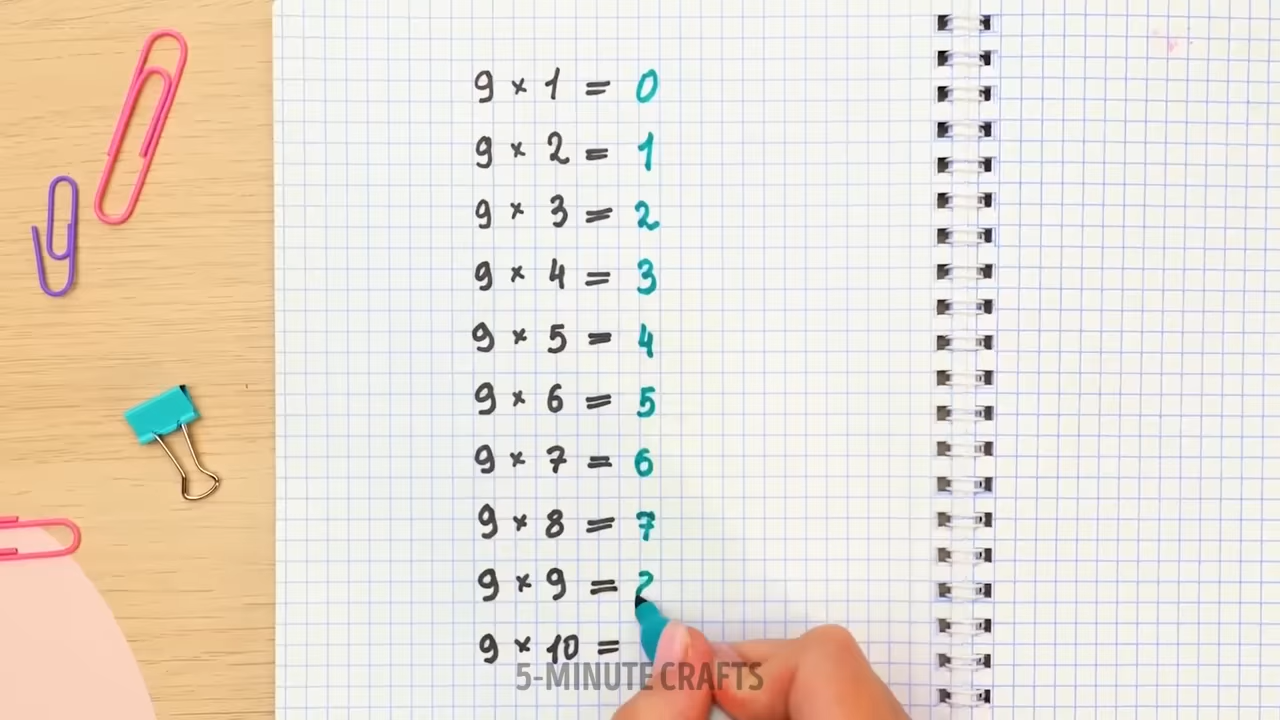 9 × 1 = 0
9 × 2 = 1
9 × 3 = 2
9 × 4 = 3
9 × 5 = 4
9 × 6 = 5
9 × 7 = 6
9 × 8 = 7
9 × 9 =
9 × 10 =
5-MINUTE CRAFTS